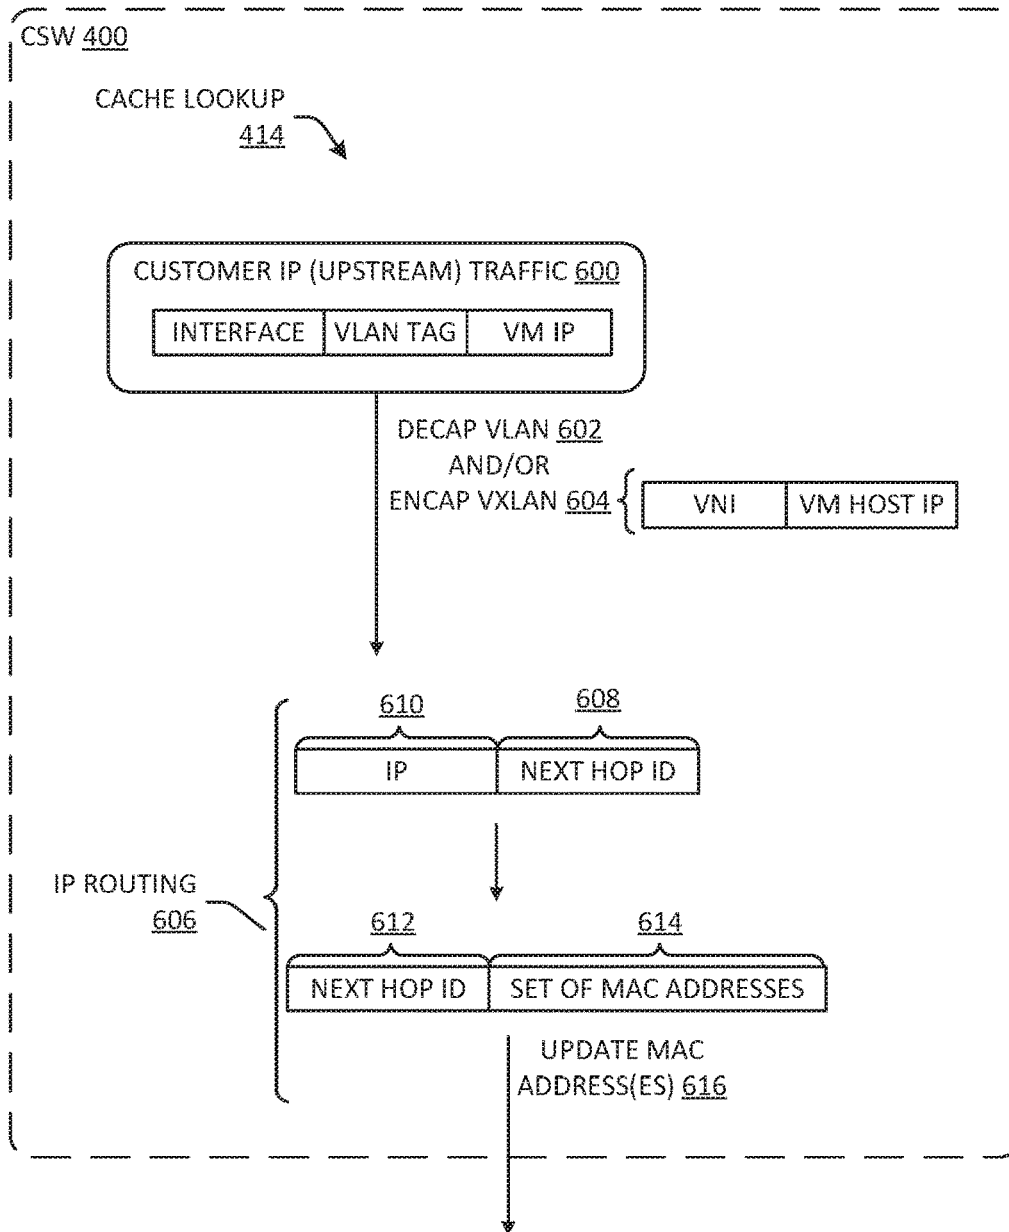 CSW 400
CACHE LOOKUP
414
CUSTOMER IP (UPSTREAM) TRAFFIC 600
INTERFACE VLAN TAG VM IP
DECAP VLAN 602
AND/OR
ENCAP VXLAN 604
VNI VM HOST IP
610 608
IP NEXT HOP ID
IP ROUTING
606
612 614
NEXT HOP ID SET OF MAC ADDRESSES
UPDATE MAC
ADDRESS(ES) 616